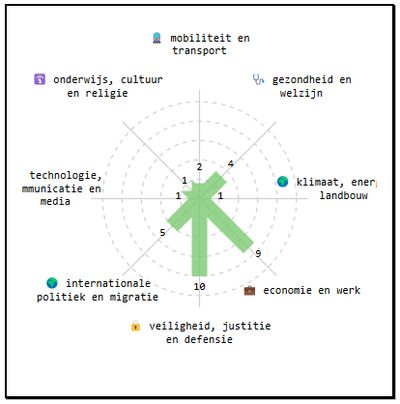 mobiliteit en
transport
onderwijs, cultuur
en religie
gezondheid en
welzijn
2
4
1
technologie,
mmunicatie en
media
1
1
klimaat, ener
landbouw
5
9
internationale
politiek en migratie
10
economie en werk
veiligheid, justitie
en defensie